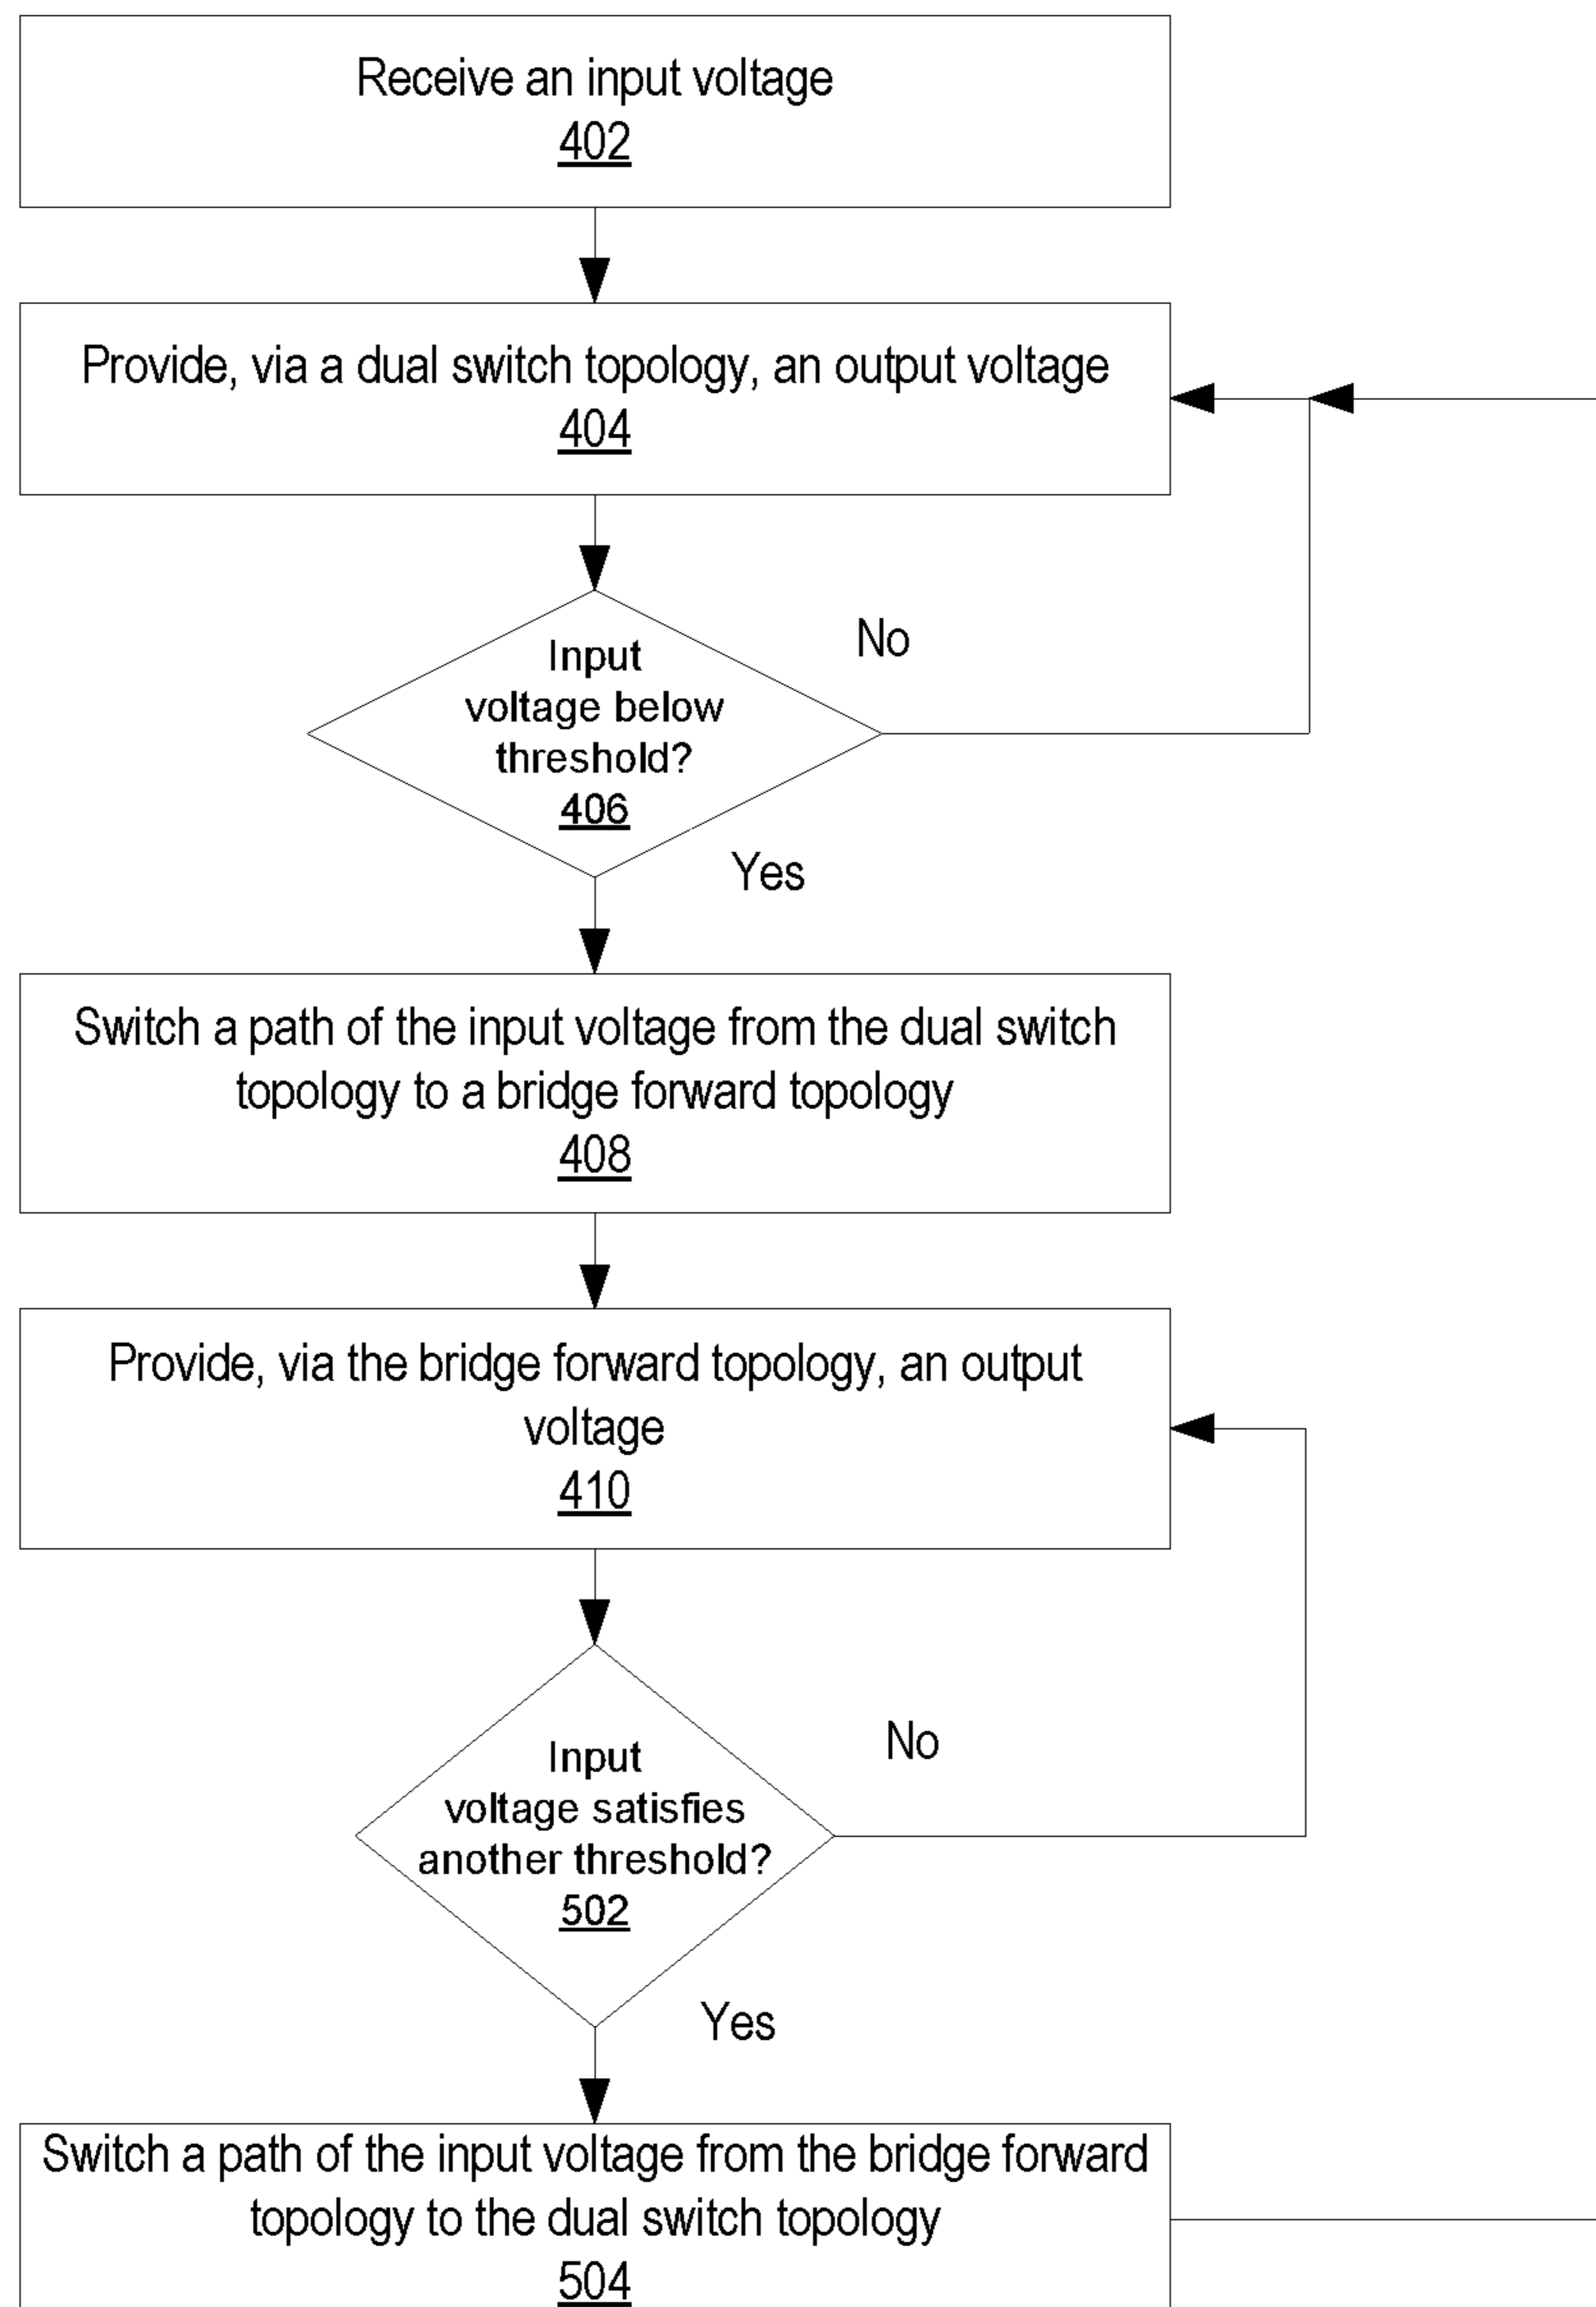 Receive an input voltage
402
Provide, via a dual switch topology, an output voltage
404
Input
voltage below
threshold?
406
No
Yes
Switch a path of the input voltage from the dual switch
topology to a bridge forward topology
408
Provide, via the bridge forward topology, an output
voltage
410
Input
voltage satisfies
another threshold?
502
No
Yes
Switch a path of the input voltage from the bridge forward
topology to the dual switch topology
504